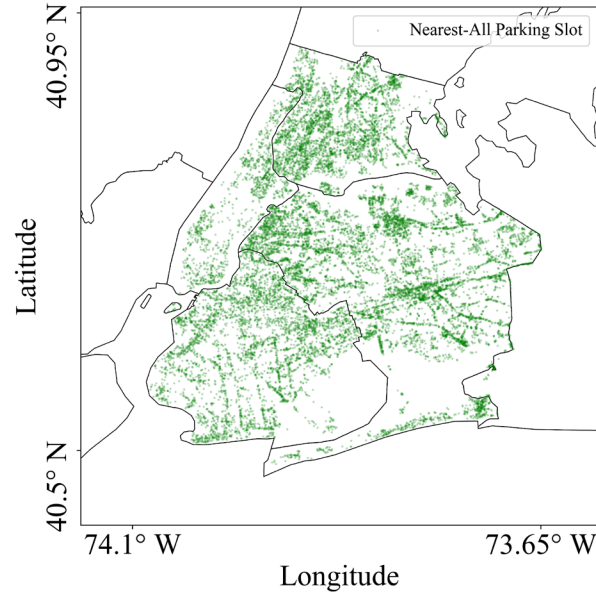 Nearest-All Parking Slot
40.95° N
Latitude
40.5° N
74.1° W
73.65° W
Longitude